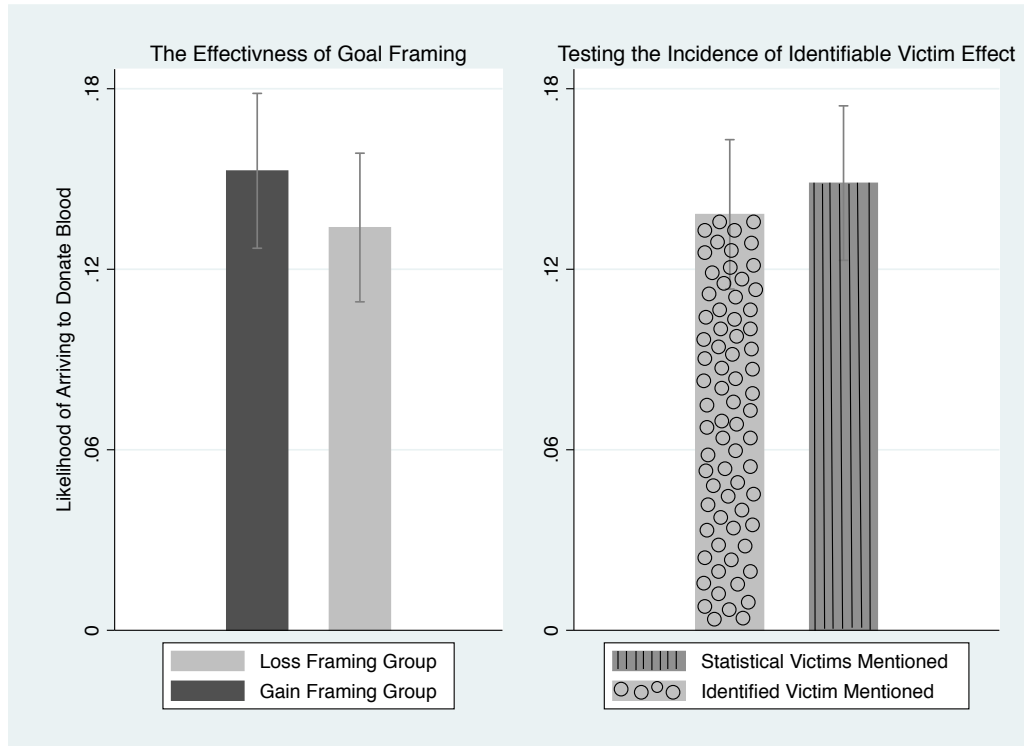 The Effectivness of Goal Framing
Likelihood of Arriving to Donate Blood
.18
.12
.06
0
Loss Framing Group
Gain Framing Group
Testing the Incidence of Identifiable Victim Effect
.18
.12
.06
0
Statistical Victims Mentioned
Identified Victim Mentioned